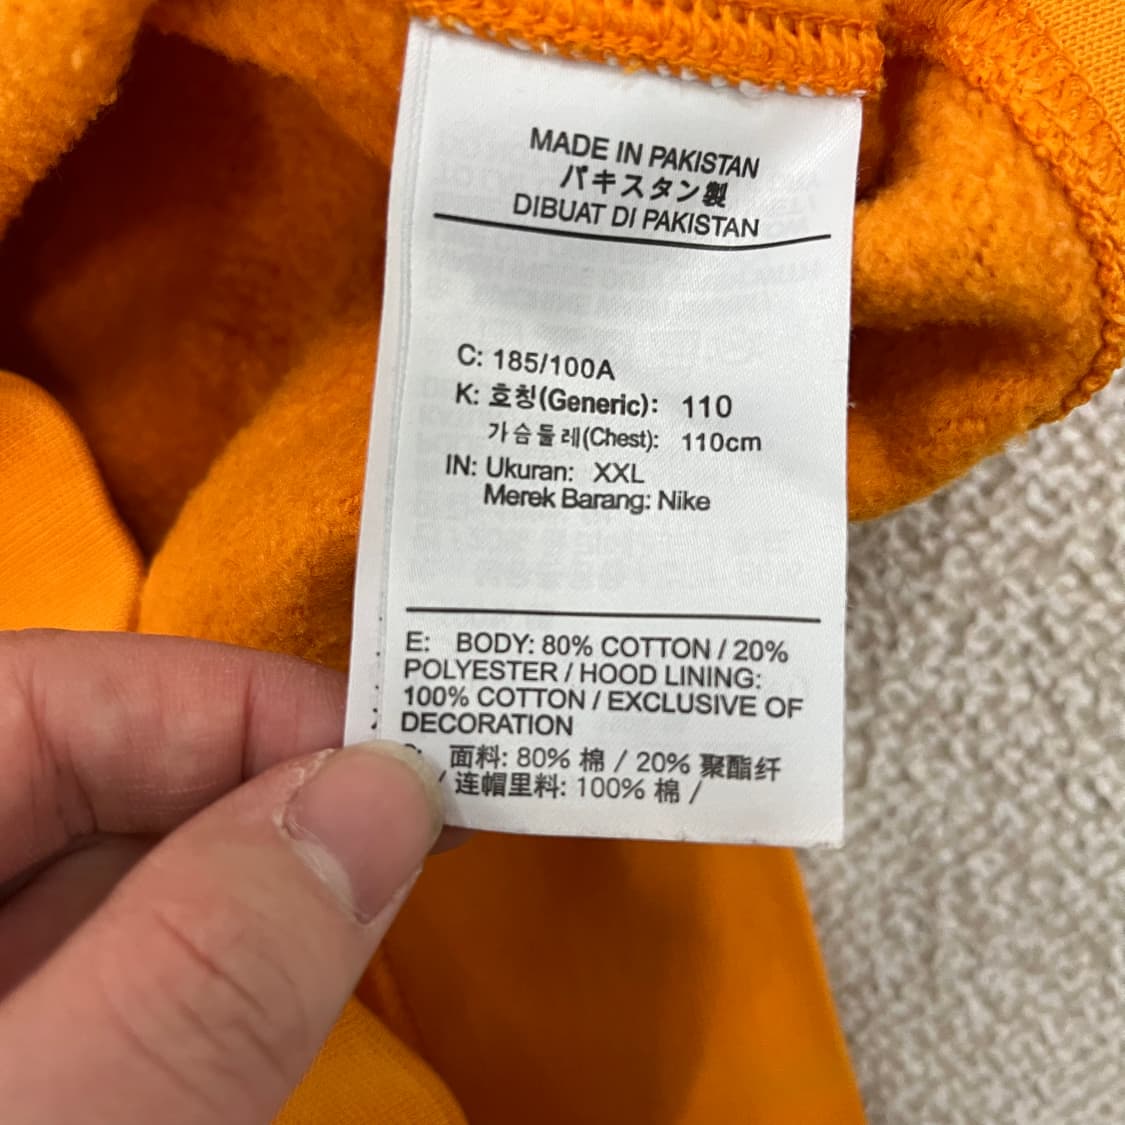 MADE IN PAKISTAN
パキスタン製
DIBUAT DI PAKISTAN
C: 185/100A
K: 호칭(Generic): 110
가슴둘레(Chest): 110cm
IN: Ukuran: XXL
Merek Barang: Nike
E: BODY: 80% COTTON / 20%
POLYESTER / HOOD LINING:
100% COTTON / EXCLUSIVE OF
DECORATION
面料: 80% 棉 / 20% 聚酯纤
/ 连帽里料: 100% 棉 /